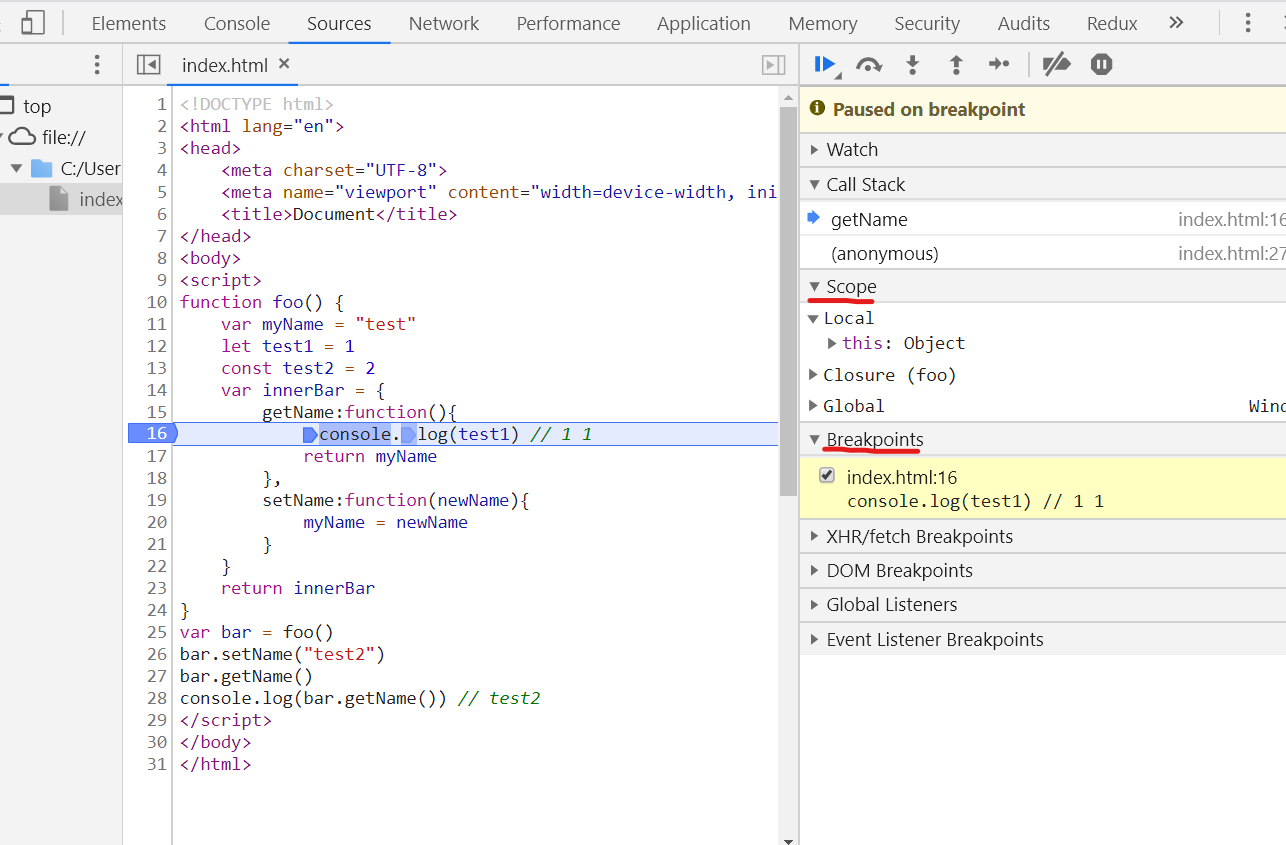 Elements Console Sources Network Performance Application Memory Security Audits Redux »
index.html ×
top
file://
C:/User
index
1 <!DOCTYPE html>
2 <html lang="en">
3 <head>
4 <meta charset="UTF-8">
5 <meta name="viewport" content="width=device-width, ini
6 <title>Document</title>
7 </head>
8 <body>
9 <script>
10 function foo() {
11 var myName = "test"
12 let test1 = 1
13 const test2 = 2
14 var innerBar = {
15 getName:function(){
16 console.log(test1) // 1 1
17 return myName
18 },
19 setName:function(newName){
20 myName = newName
21 }
22 }
23 return innerBar
24 }
25 var bar = foo()
26 bar.setName("test2")
27 bar.getName()
28 console.log(bar.getName()) // test2
29 </script>
30 </body>
31 </html>
Paused on breakpoint
Watch
Call Stack
getName index.html:16
(anonymous) index.html:27
Scope
Local
this: Object
Closure (foo)
Global Wind
Breakpoints
index.html:16
console.log(test1) // 1 1
XHR/fetch Breakpoints
DOM Breakpoints
Global Listeners
Event Listener Breakpoints